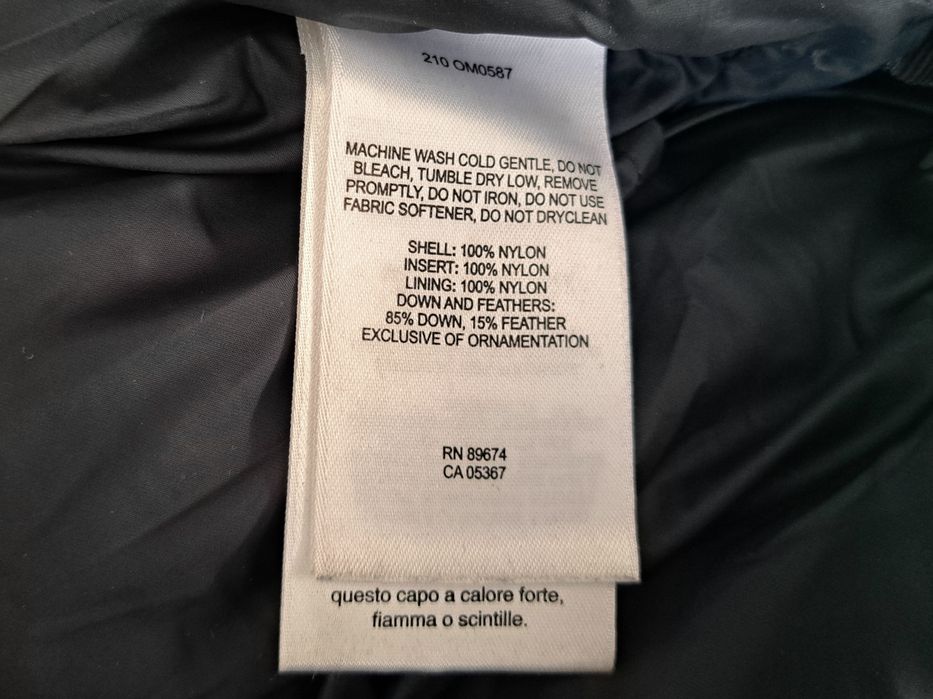 210 OM0587
MACHINE WASH COLD GENTLE, DO NOT
BLEACH, TUMBLE DRY LOW, REMOVE
PROMPTLY, DO NOT IRON, DO NOT USE
FABRIC SOFTENER, DO NOT DRYCLEAN
SHELL: 100% NYLON
INSERT: 100% NYLON
LINING: 100% NYLON
DOWN AND FEATHERS:
85% DOWN, 15% FEATHER
EXCLUSIVE OF ORNAMENTATION
RN 89674
CA 05367
questo capo a calore forte,
fiamma o scintille.